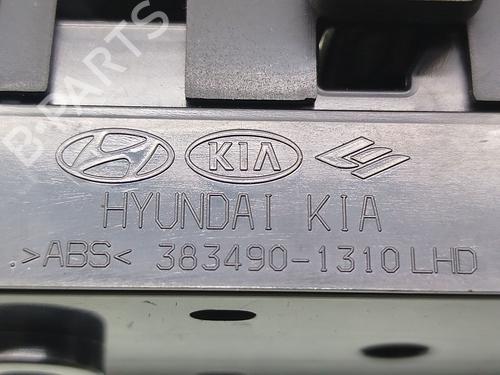 B-PARTS
KIA
HYUNDAI KIA
.>ABS< 383490-1310 LHD